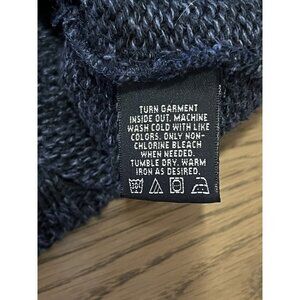 TURN GARMENT
INSIDE OUT. MACHINE
WASH COLD WITH LIKE
COLORS. ONLY NON-
CHLORINE BLEACH
WHEN NEEDED.
TUMBLE DRY. WARM
IRON AS DESIRED.